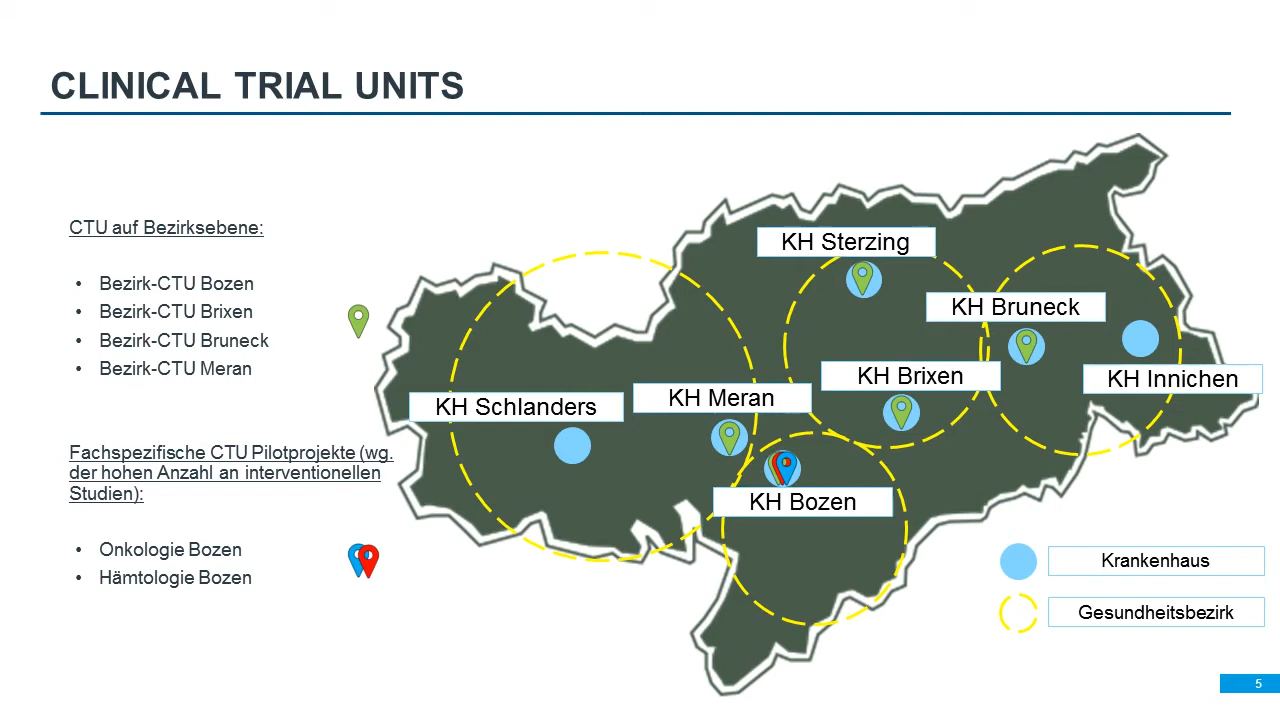 CLINICAL TRIAL UNITS
CTU auf Bezirksebene:
• Bezirk-CTU Bozen
• Bezirk-CTU Brixen
• Bezirk-CTU Bruneck
• Bezirk-CTU Meran
Fachspezifische CTU Pilotprojekte (wg.
der hohen Anzahl an interventionellen
Studien):
• Onkologie Bozen
• Hämtologie Bozen
KH Sterzing
KH Bruneck
KH Brixen
KH Innichen
KH Meran
KH Schlanders
KH Bozen
Krankenhaus
Gesundheitsbezirk
5